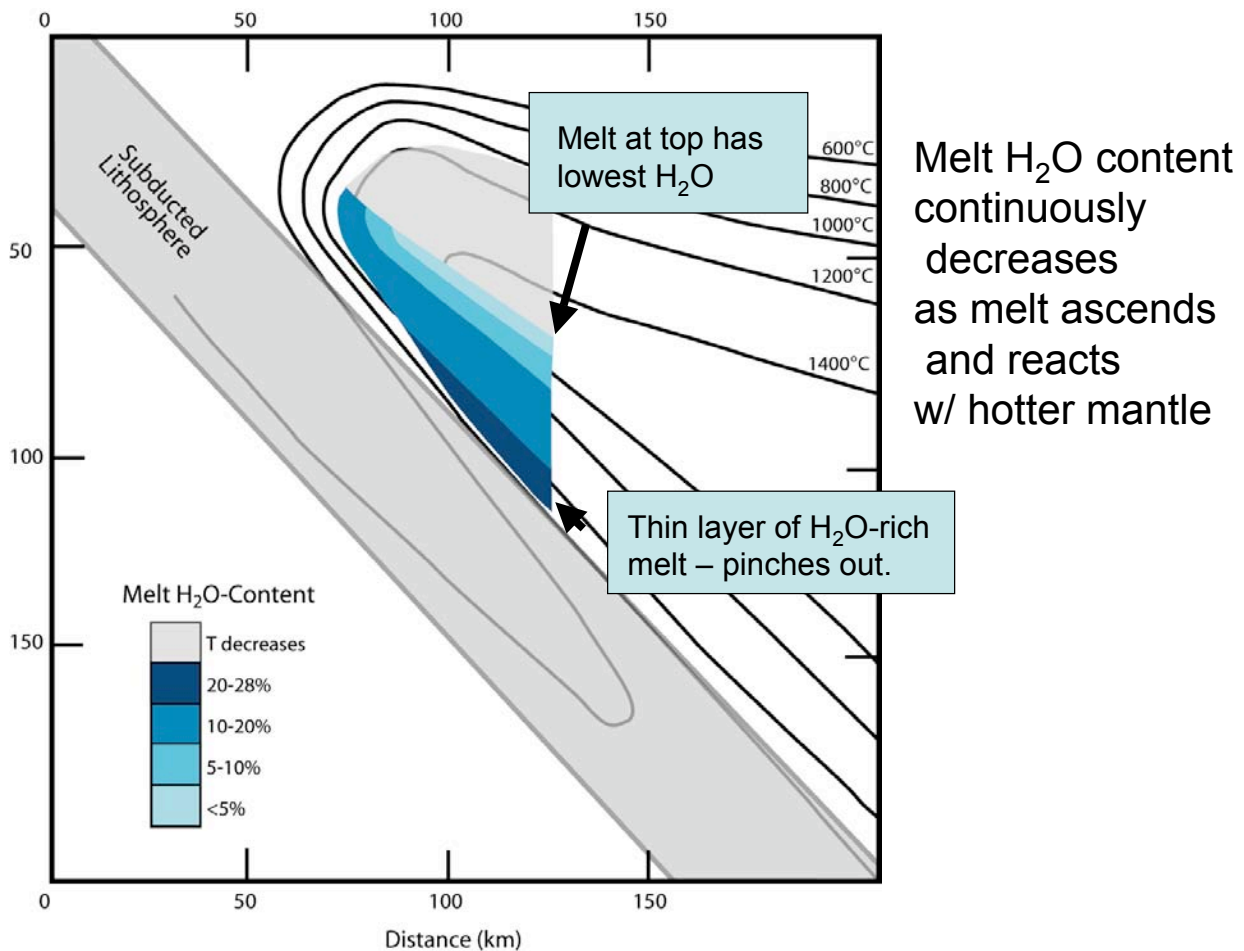 0
50
100
150
Subducted
Lithosphere
Melt at top has
lowest H₂O
600°C
800°C
1000°C
1200°C
1400°C
Melt H₂O content
continuously
decreases
as melt ascends
and reacts
w/ hotter mantle
50
100
150
Thin layer of H₂O-rich
melt – pinches out.
Melt H₂O-Content
T decreases
20-28%
10-20%
5-10%
<5%
0
50
100
150
Distance (km)